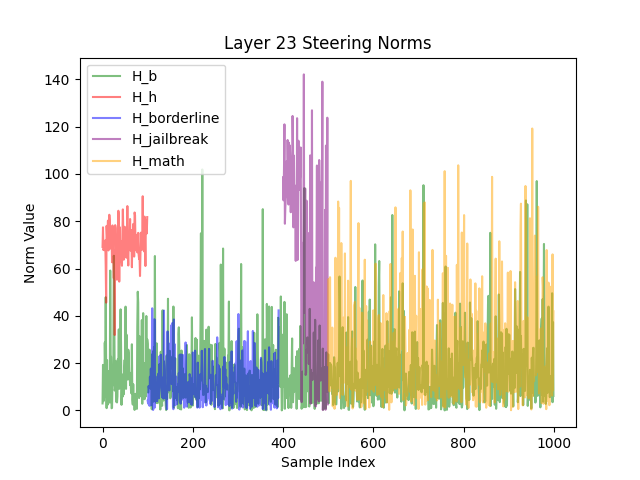 Layer 23 Steering Norms
H_b
H_h
H_borderline
H_jailbreak
H_math
Norm Value
140
120
100
80
60
40
20
0
0 200 400 600 800 1000
Sample Index